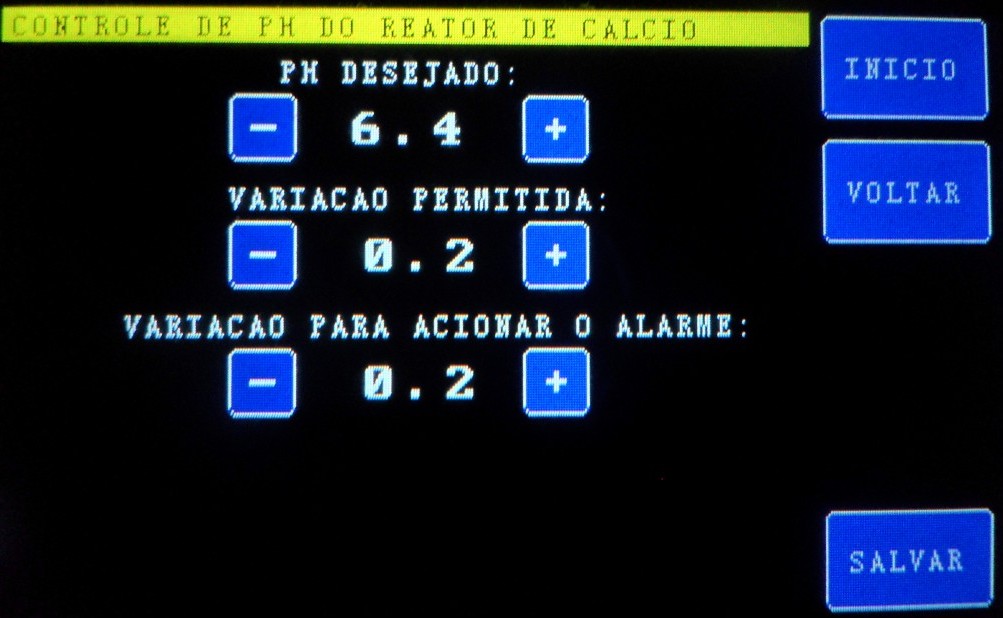 CONTROLE DE PH DO REATOR DE CALCIO
INICIO
PH DESEJADO:
- 6.4 +
VOLTAR
VARIACAO PERMITIDA:
- 0.2 +
VARIACAO PARA ACIONAR O ALARME:
- 0.2 +
SALVAR